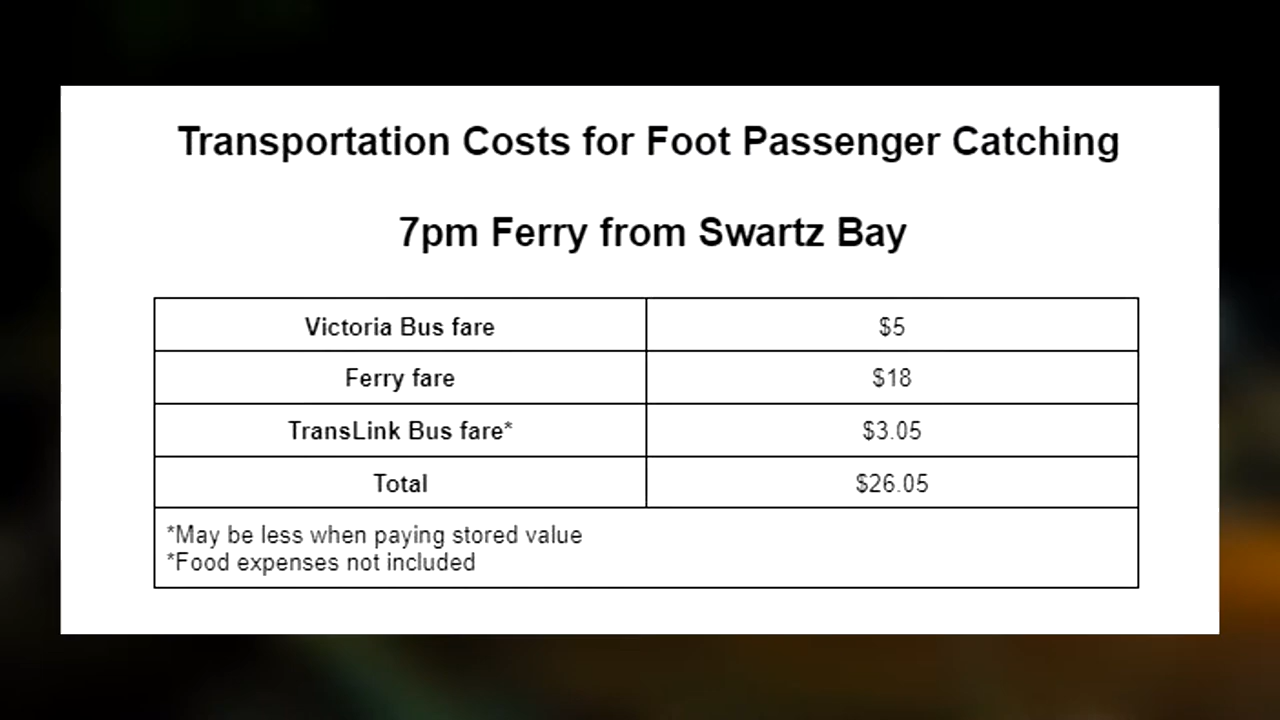 Transportation Costs for Foot Passenger Catching
7pm Ferry from Swartz Bay
Victoria Bus fare $5
Ferry fare $18
TransLink Bus fare* $3.05
Total $26.05
*May be less when paying stored value
*Food expenses not included